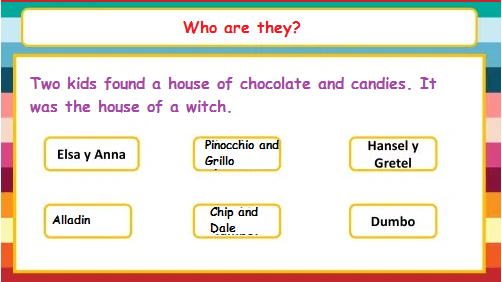 Who are they?
Two kids found a house of chocolate and candies. It
was the house of a witch.
Elsa y Anna
Pinocchio and
Grillo
Hansel y
Gretel
Alladin
Chip and
Dale
Dumbo